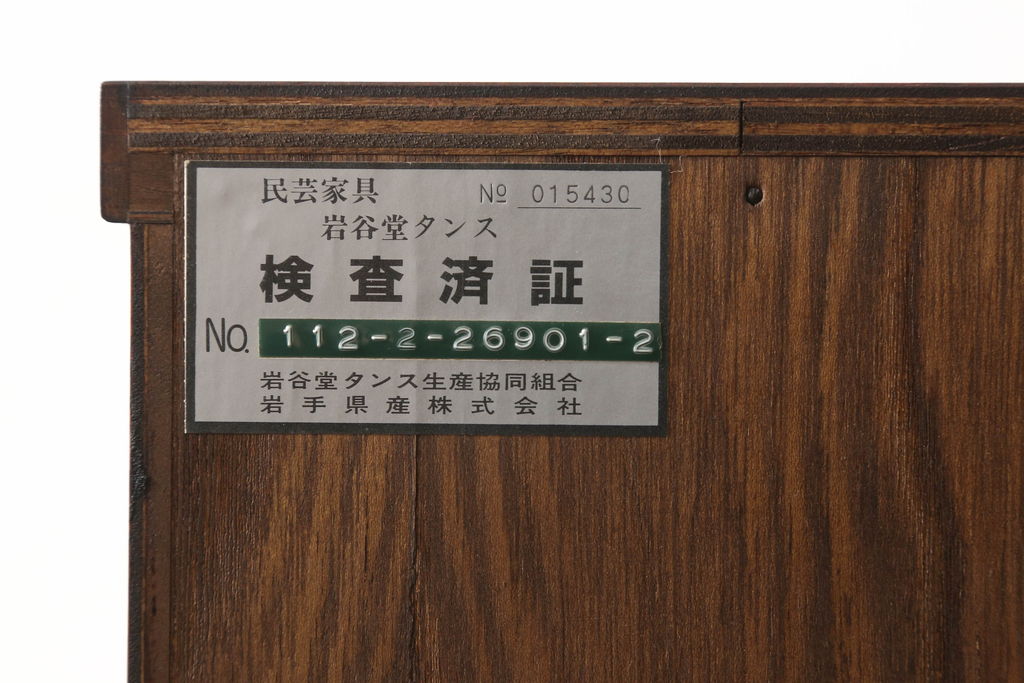 民芸家具 № 015430
岩谷堂タンス
検査済証
No. 112-2-26901-2
岩谷堂タンス生産協同組合
岩手県産株式会社